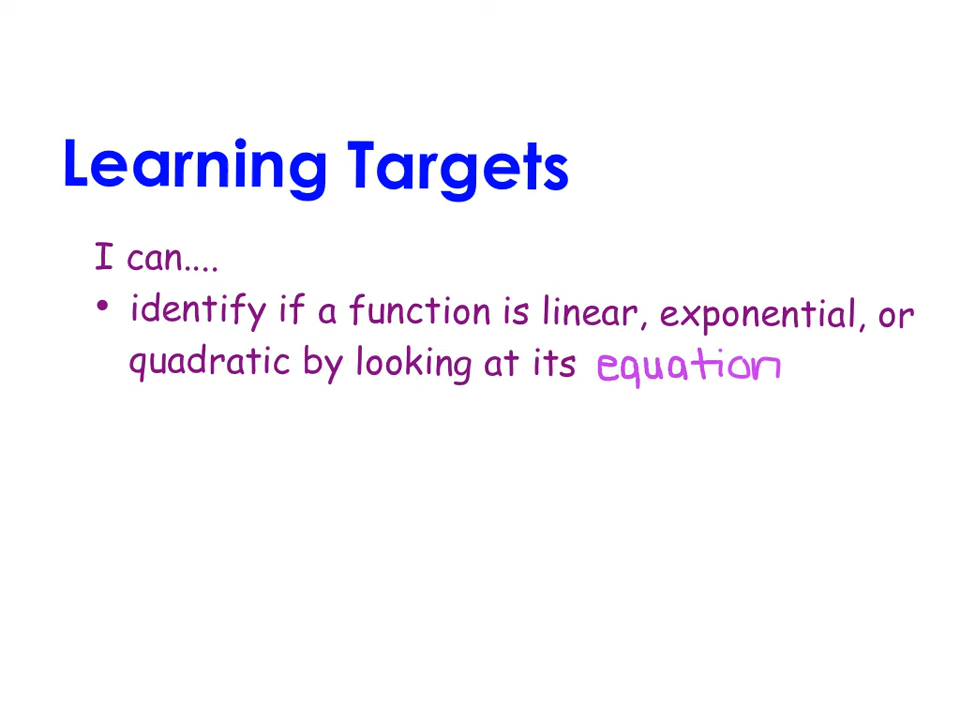 Learning Targets
I can....
• identify if a function is linear, exponential, or
quadratic by looking at its equation